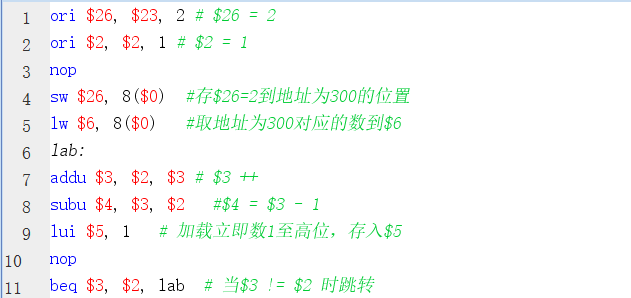 1 ori $26, $23, 2 # $26 = 2
2 ori $2, $2, 1 # $2 = 1
3 nop
4 sw $26, 8($0)  #存$26=2到地址为300的位置
5 lw $6, 8($0)   #取地址为300对应的数到$6
6 lab:
7 addu $3, $2, $3 # $3 ++
8 subu $4, $3, $2   #$4 = $3 - 1
9 lui $5, 1   # 加载立即数1至高位，存入$5
10 nop
11 beq $3, $2, lab  # 当$3 != $2 时跳转